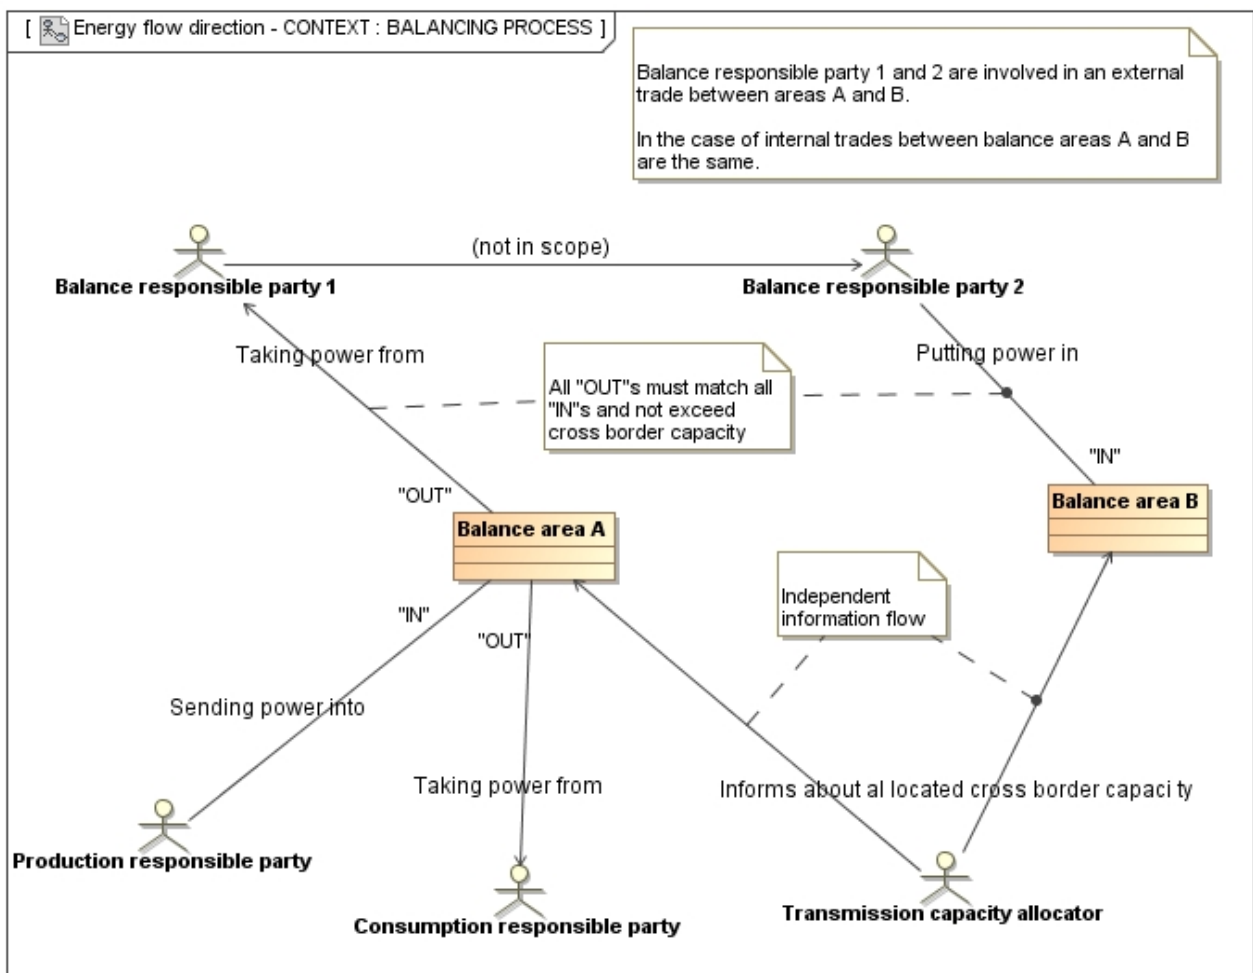 [ Energy flow direction - CONTEXT : BALANCING PROCESS ]
Balance responsible party 1 and 2 are involved in an external
trade between areas A and B.
In the case of internal trades between balance areas A and B
are the same.
(not in scope)
Balance responsible party 1
Balance responsible party 2
Taking power from
Putting power in
All "OUT"s must match all
"IN"s and not exceed
cross border capacity
"IN"
"OUT"
Balance area B
Balance area A
Independent
information flow
"IN"
"OUT"
Sending power into
Taking power from
Informs about al located cross border capaci ty
Production responsible party
Consumption responsible party
Transmission capacity allocator